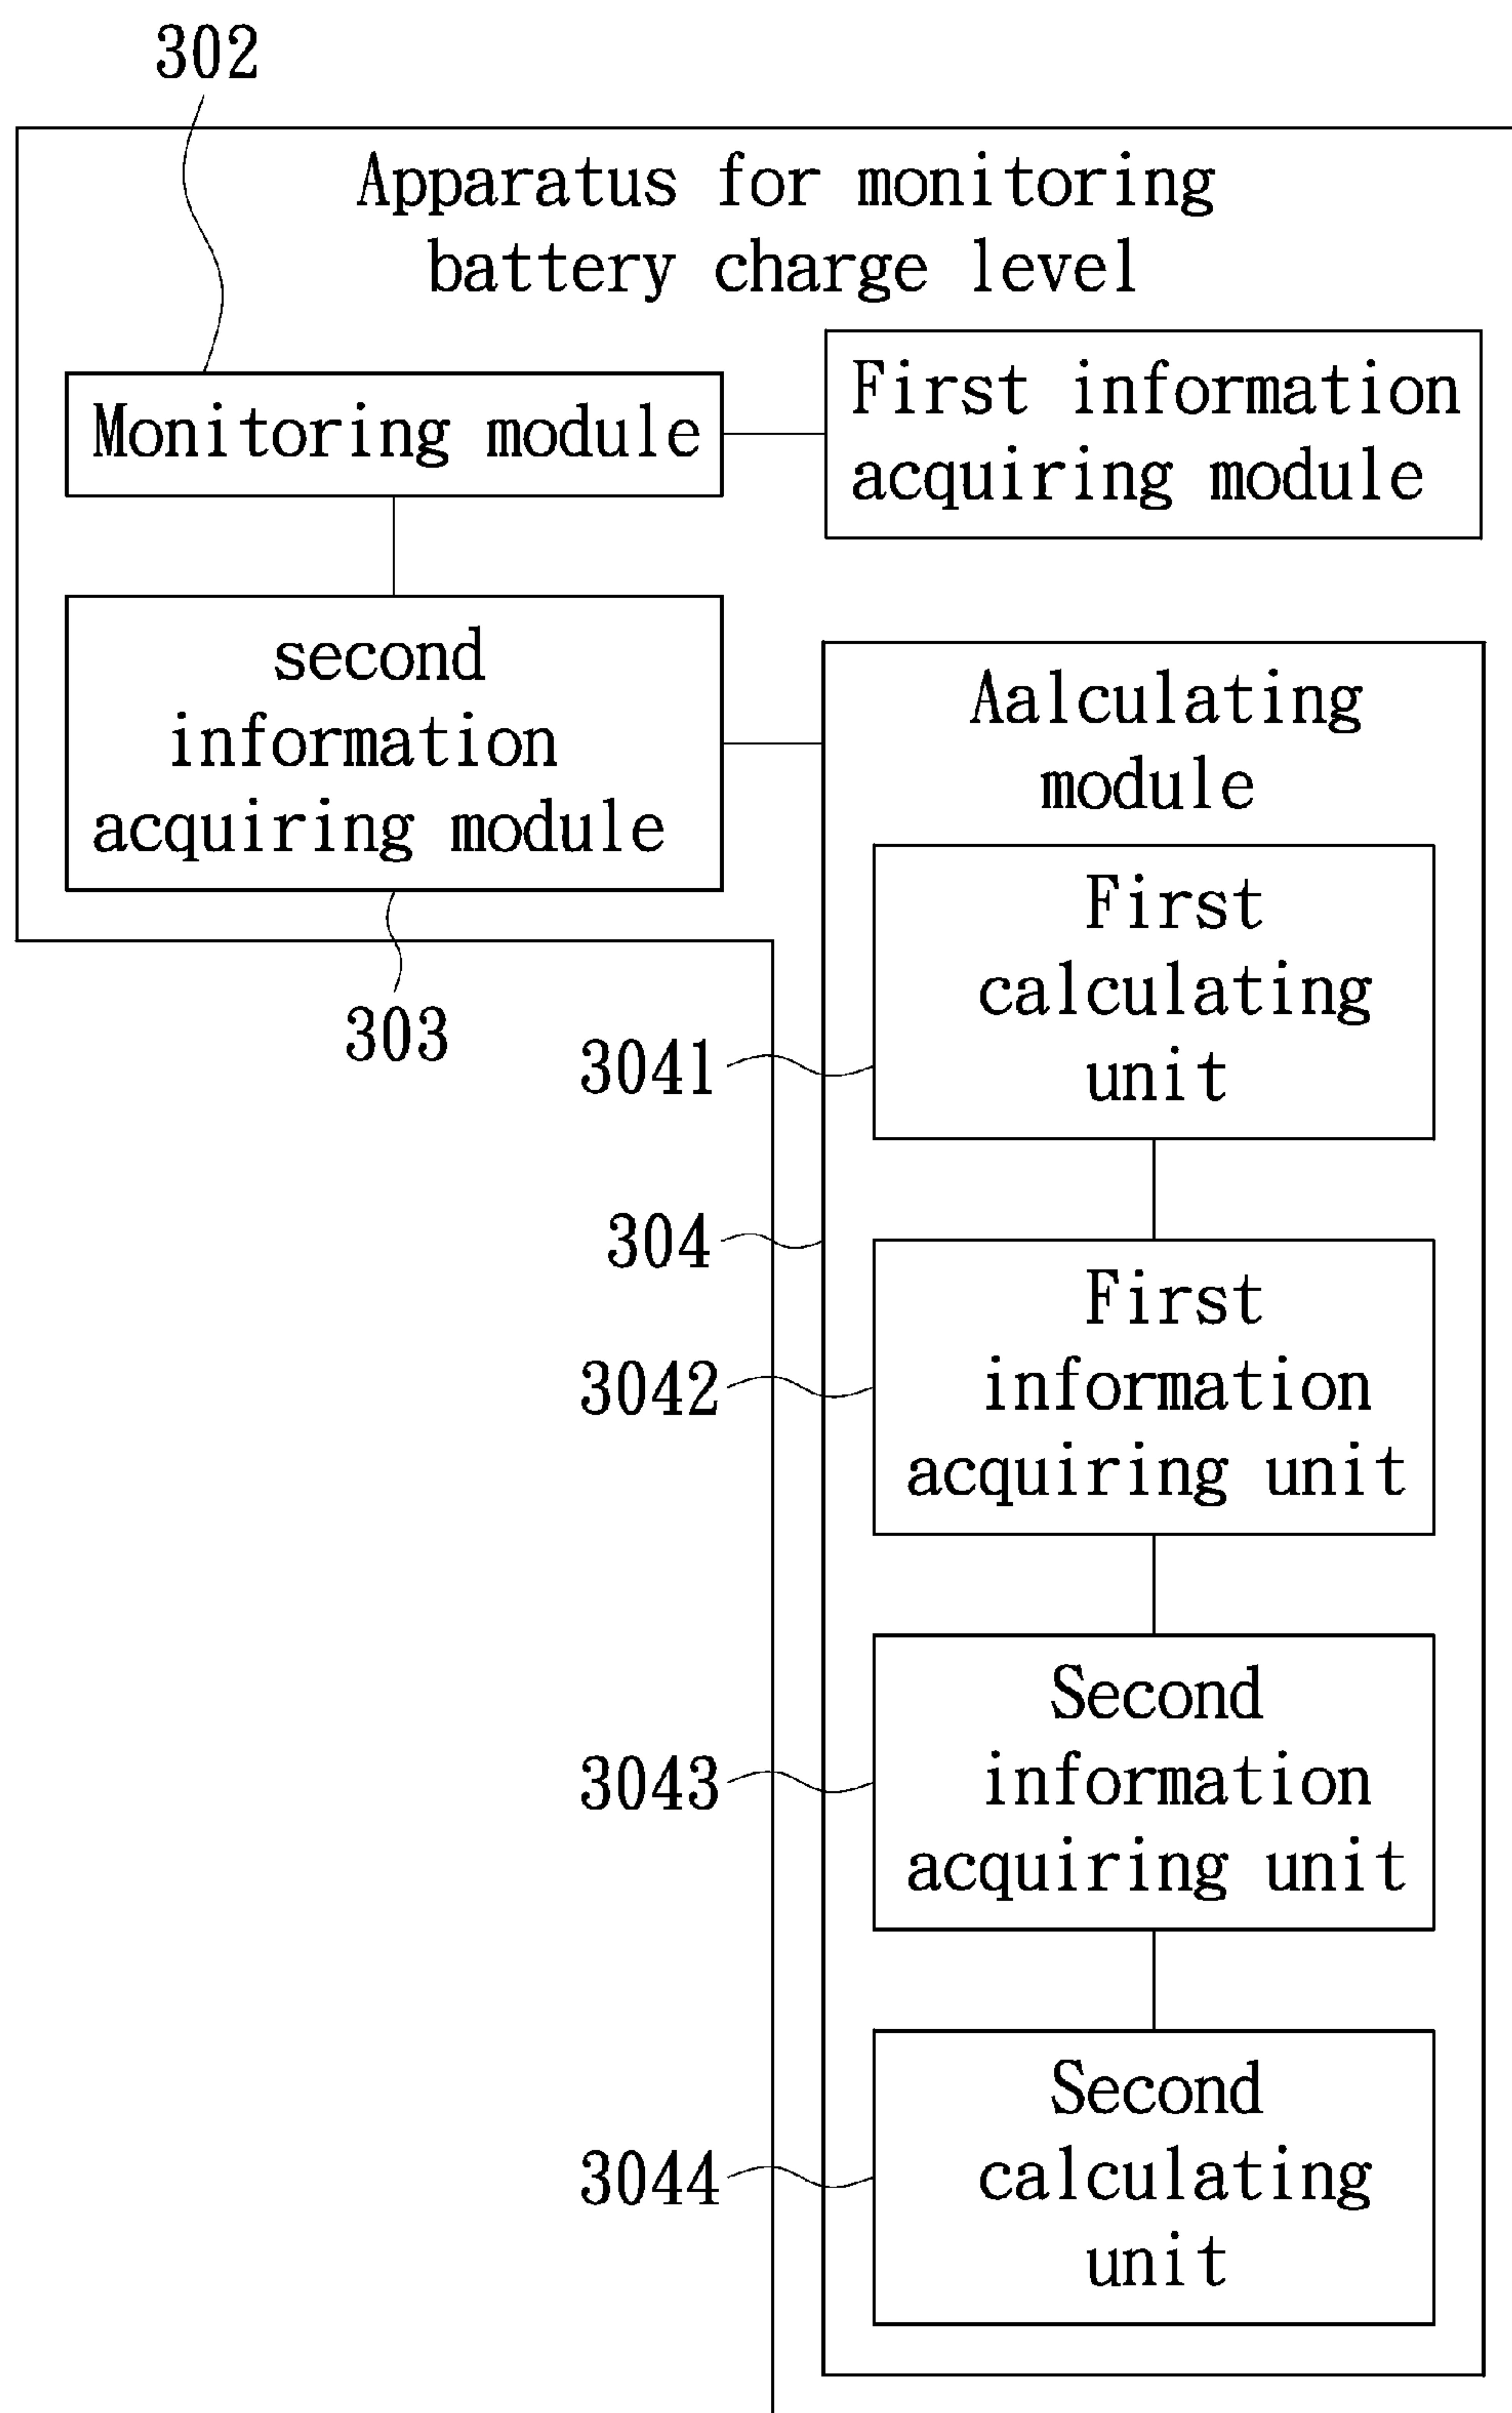 302
Apparatus for monitoring
battery charge level
Monitoring module
First information
acquiring module
second
information
acquiring module
303
Aalculating
module
First
calculating
unit
3041
304
First
information
acquiring unit
3042
Second
information
acquiring unit
3043
Second
calculating
unit
3044